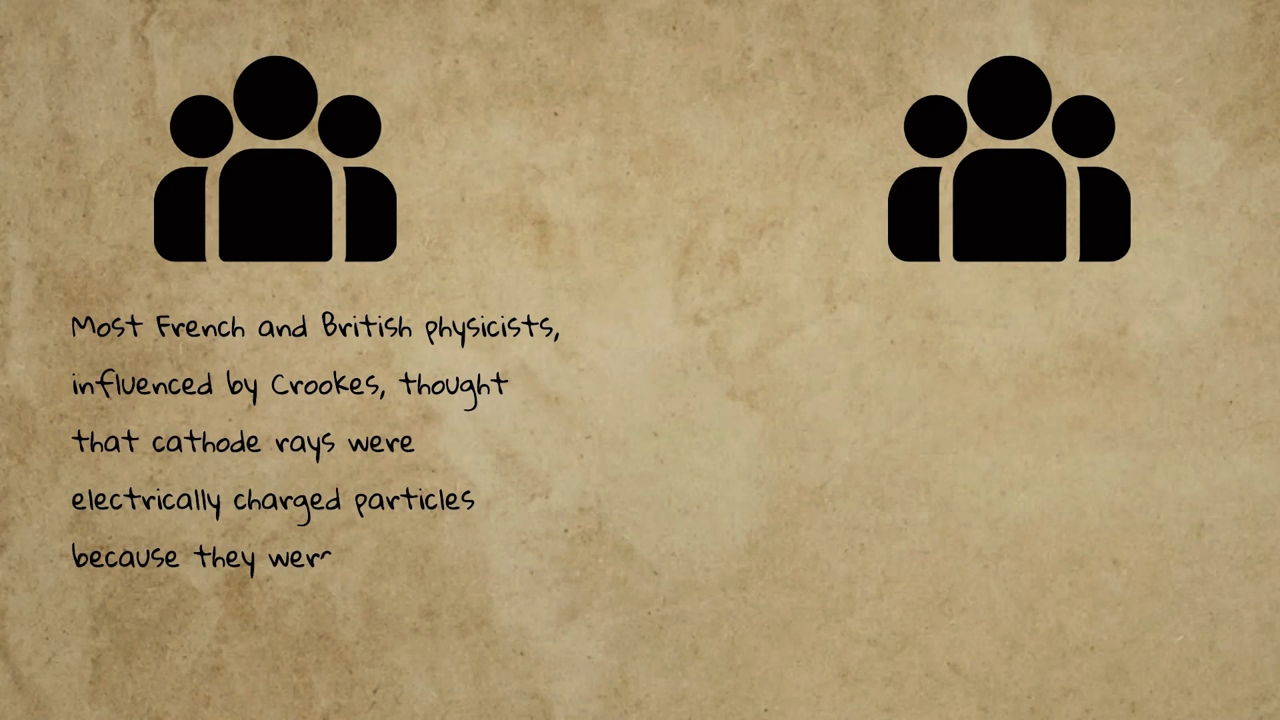 Most French and British physicists,
influenced by Crookes, thought
that cathode rays were
electrically charged particles
because they wer